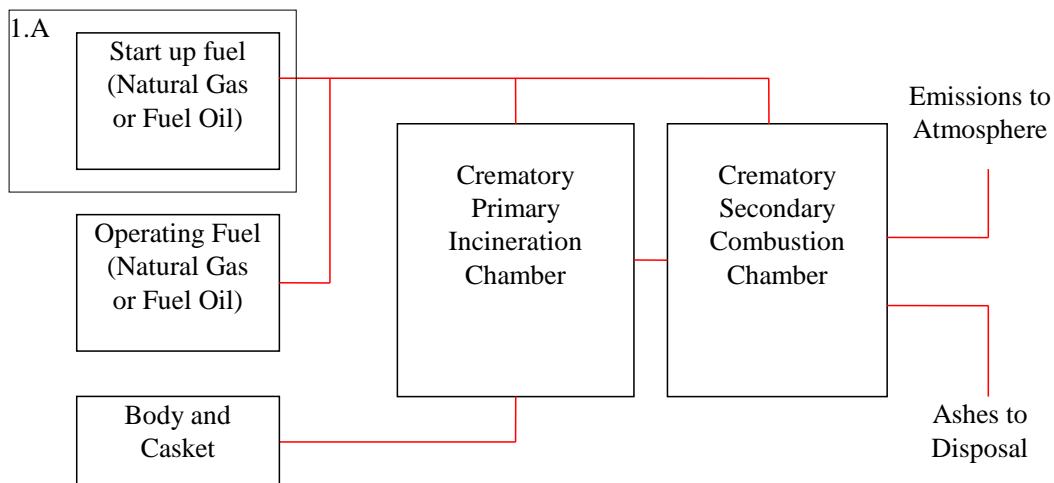 1.A
Start up fuel
(Natural Gas
or Fuel Oil)
Operating Fuel
(Natural Gas
or Fuel Oil)
Body and
Casket
Crematory
Primary
Incineration
Chamber
Crematory
Secondary
Combustion
Chamber
Emissions to
Atmosphere
Ashes to
Disposal